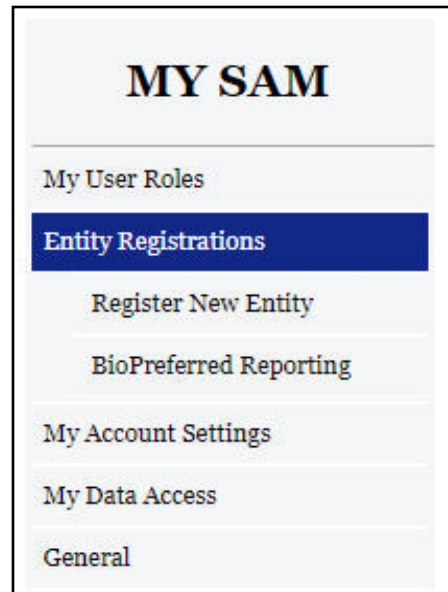 MY SAM
My User Roles
Entity Registrations
Register New Entity
BioPreferred Reporting
My Account Settings
My Data Access
General